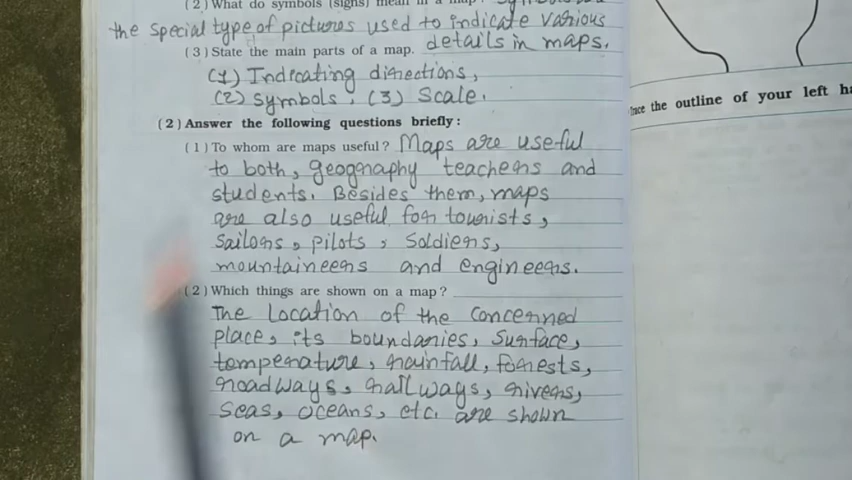 (2) What do symbols (signs) mean in a map?
the special type of pictures used to indicate various
details in maps.
(3) State the main parts of a map.
(1) Indicating directions,
(2) symbols, (3) Scale.
(2) Answer the following questions briefly:
(1) To whom are maps useful? Maps are useful
to both, geography teachers and
students. Besides them, maps
are also useful for tourists,
sailors, pilots, soldiers,
mountaineers and engineers.
(2) Which things are shown on a map?
The location of the concerned
place, its boundaries, surface,
temperature, rainfall, forests,
roadways, railways, rivers,
seas, oceans, etc. are shown
on a map.
the outline of your left